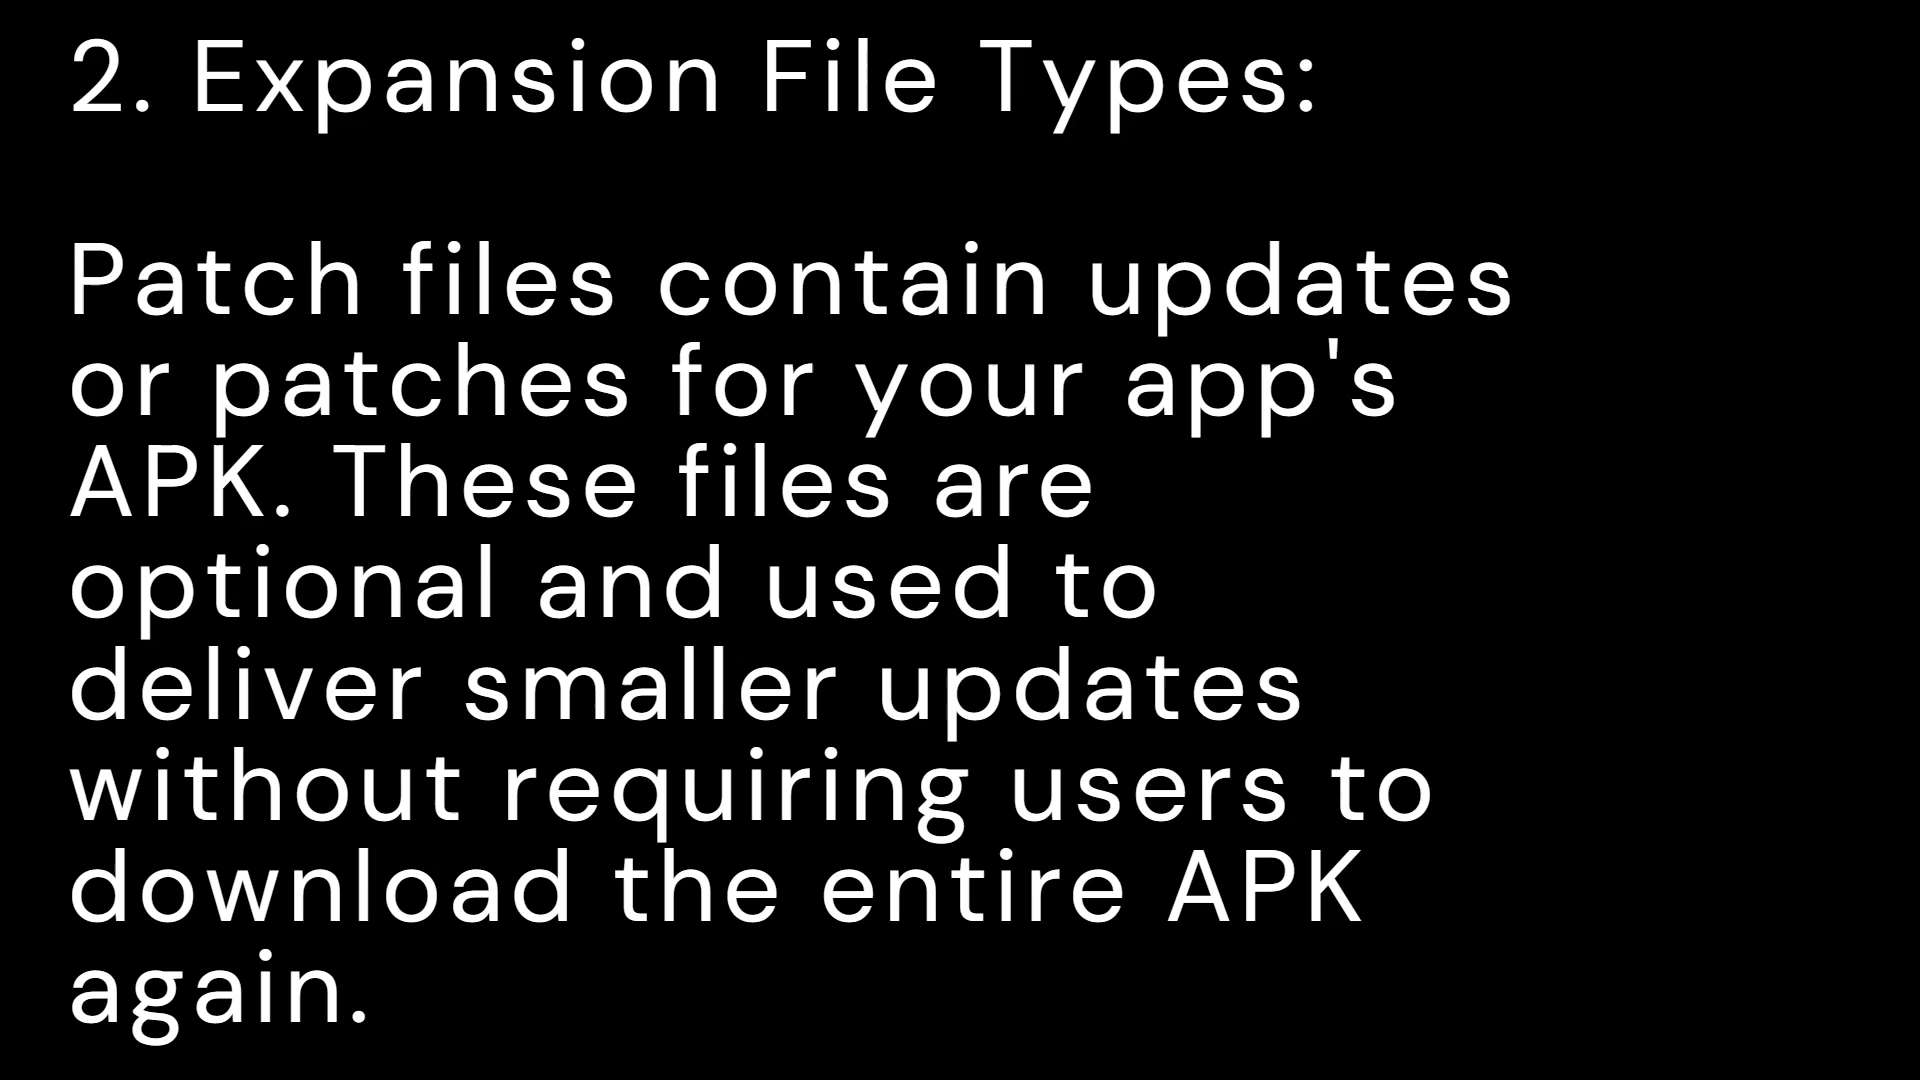 2. Expansion File Types:
Patch files contain updates
or patches for your app's
APK. These files are
optional and used to
deliver smaller updates
without requiring users to
download the entire APK
again.